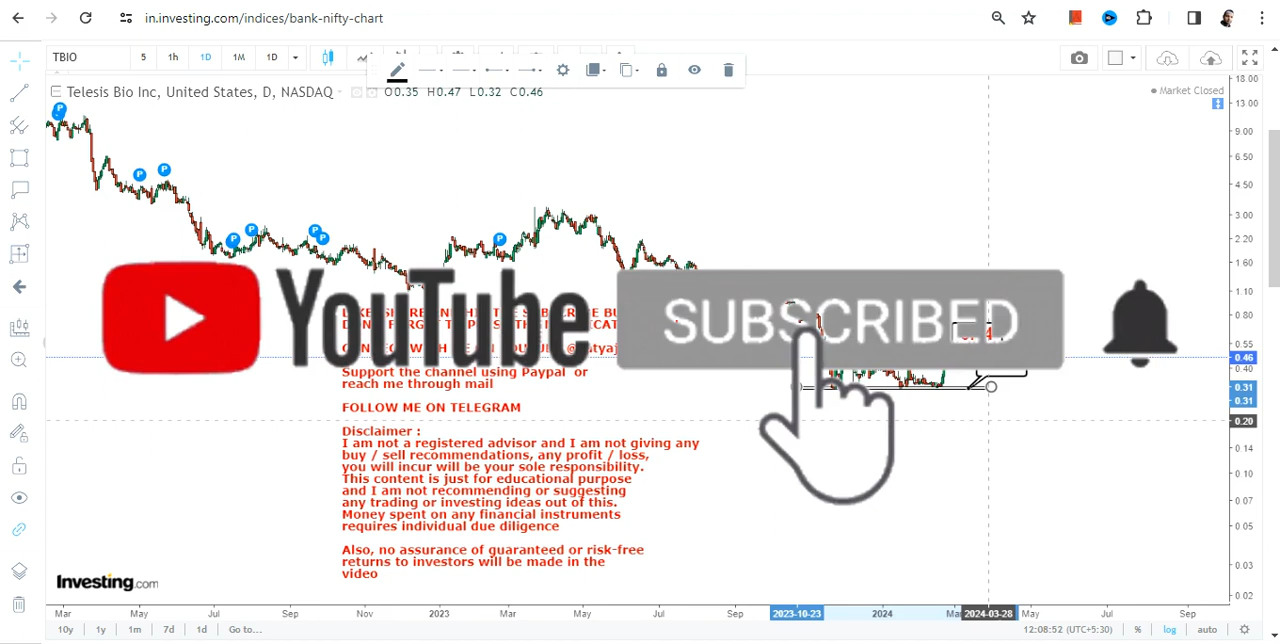 in.investing.com/indices/bank-nifty-chart
TBIO 5 1h 1D 1M 1D
Telesis Bio Inc, United States, D, NASDAQ O0.35 H0.47 L0.32 C0.46
Market Closed
18.00
13.00
9.00
6.50
4.50
3.00
2.20
1.60
1.10
0.80
0.55
0.46
0.40
0.31
0.31
0.20
0.14
0.10
0.07
0.05
0.03
0.02
P
P
P
P
P
P
P
P
YouTube SUBSCRIBED
Support the channel using Paypal or
reach me through mail
FOLLOW ME ON TELEGRAM
Disclaimer :
I am not a registered advisor and I am not giving any
buy / sell recommendations, any profit / loss,
you will incur will be your sole responsibility.
This content is just for educational purpose
and I am not recommending or suggesting
any trading or investing ideas out of this.
Money spent on any financial instruments
requires individual due diligence
Also, no assurance of guaranteed or risk-free
returns to investors will be made in the
video
Investing.com
Mar May Jul Sep Nov 2023 Mar May Jul Sep 2023-10-23 2024 2024-03-28 May Jul Sep
10y 1y 1m 7d 1d Go to... 12:08:52 (UTC+5:30) % log auto